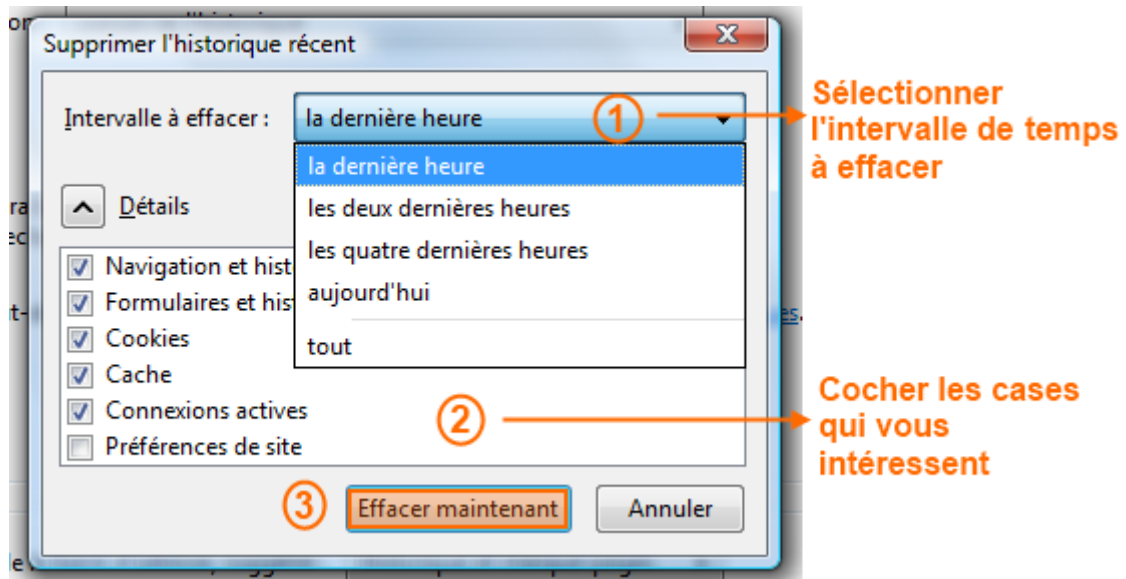 Supprimer l'historique récent
Intervalle à effacer : la dernière heure ①
Sélectionner
l'intervalle de temps
à effacer
la dernière heure
les deux dernières heures
les quatre dernières heures
aujourd'hui
tout
Détails
Navigation et hist
Formulaires et his
Cookies
Cache
Connexions actives
Préférences de site
②
Cocher les cases
qui vous
intéressent
③ Effacer maintenant Annuler